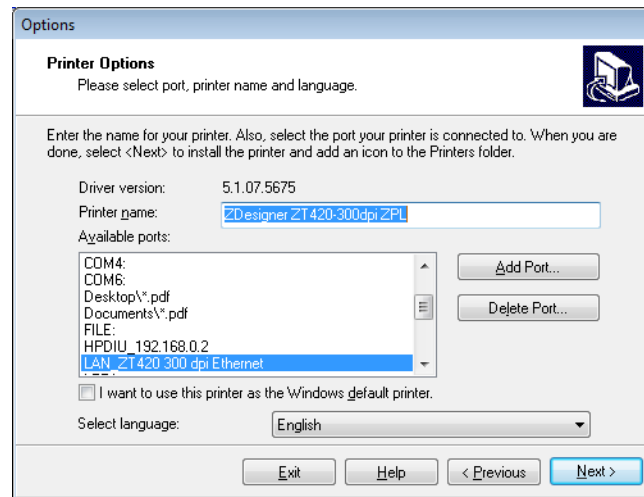 Options
Printer Options
Please select port, printer name and language.
Enter the name for your printer. Also, select the port your printer is connected to. When you are
done, select <Next> to install the printer and add an icon to the Printers folder.
Driver version: 5.1.07.5675
Printer name: ZDesigner ZT420-300dpi ZPL
Available ports:
COM4:
COM6:
Desktop\*.pdf
Documents\*.pdf
FILE:
HPDIU_192.168.0.2
LAN_ZT420 300 dpi Ethernet
Add Port...
Delete Port...
I want to use this printer as the Windows default printer.
Select language: English
Exit Help < Previous Next >